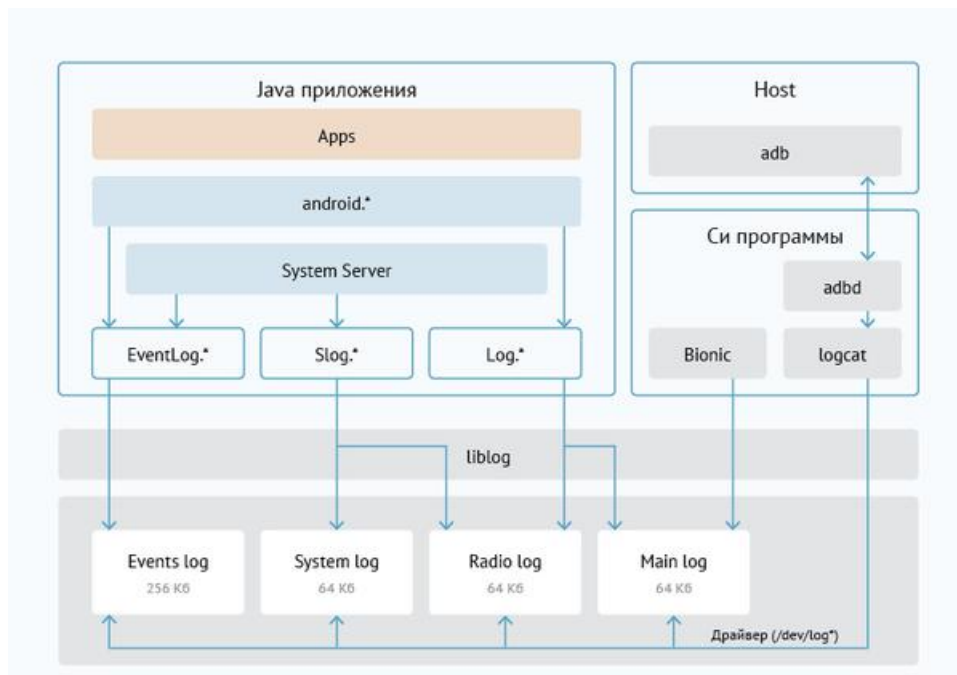 Java приложения
Apps
android.*
System Server
EventLog.*
Slog.*
Log.*
Host
adb
Си программы
adbd
Bionic
logcat
liblog
Events log
256 Кб
System log
64 Кб
Radio log
64 Кб
Main log
64 Кб
Драйвер (/dev/log*)